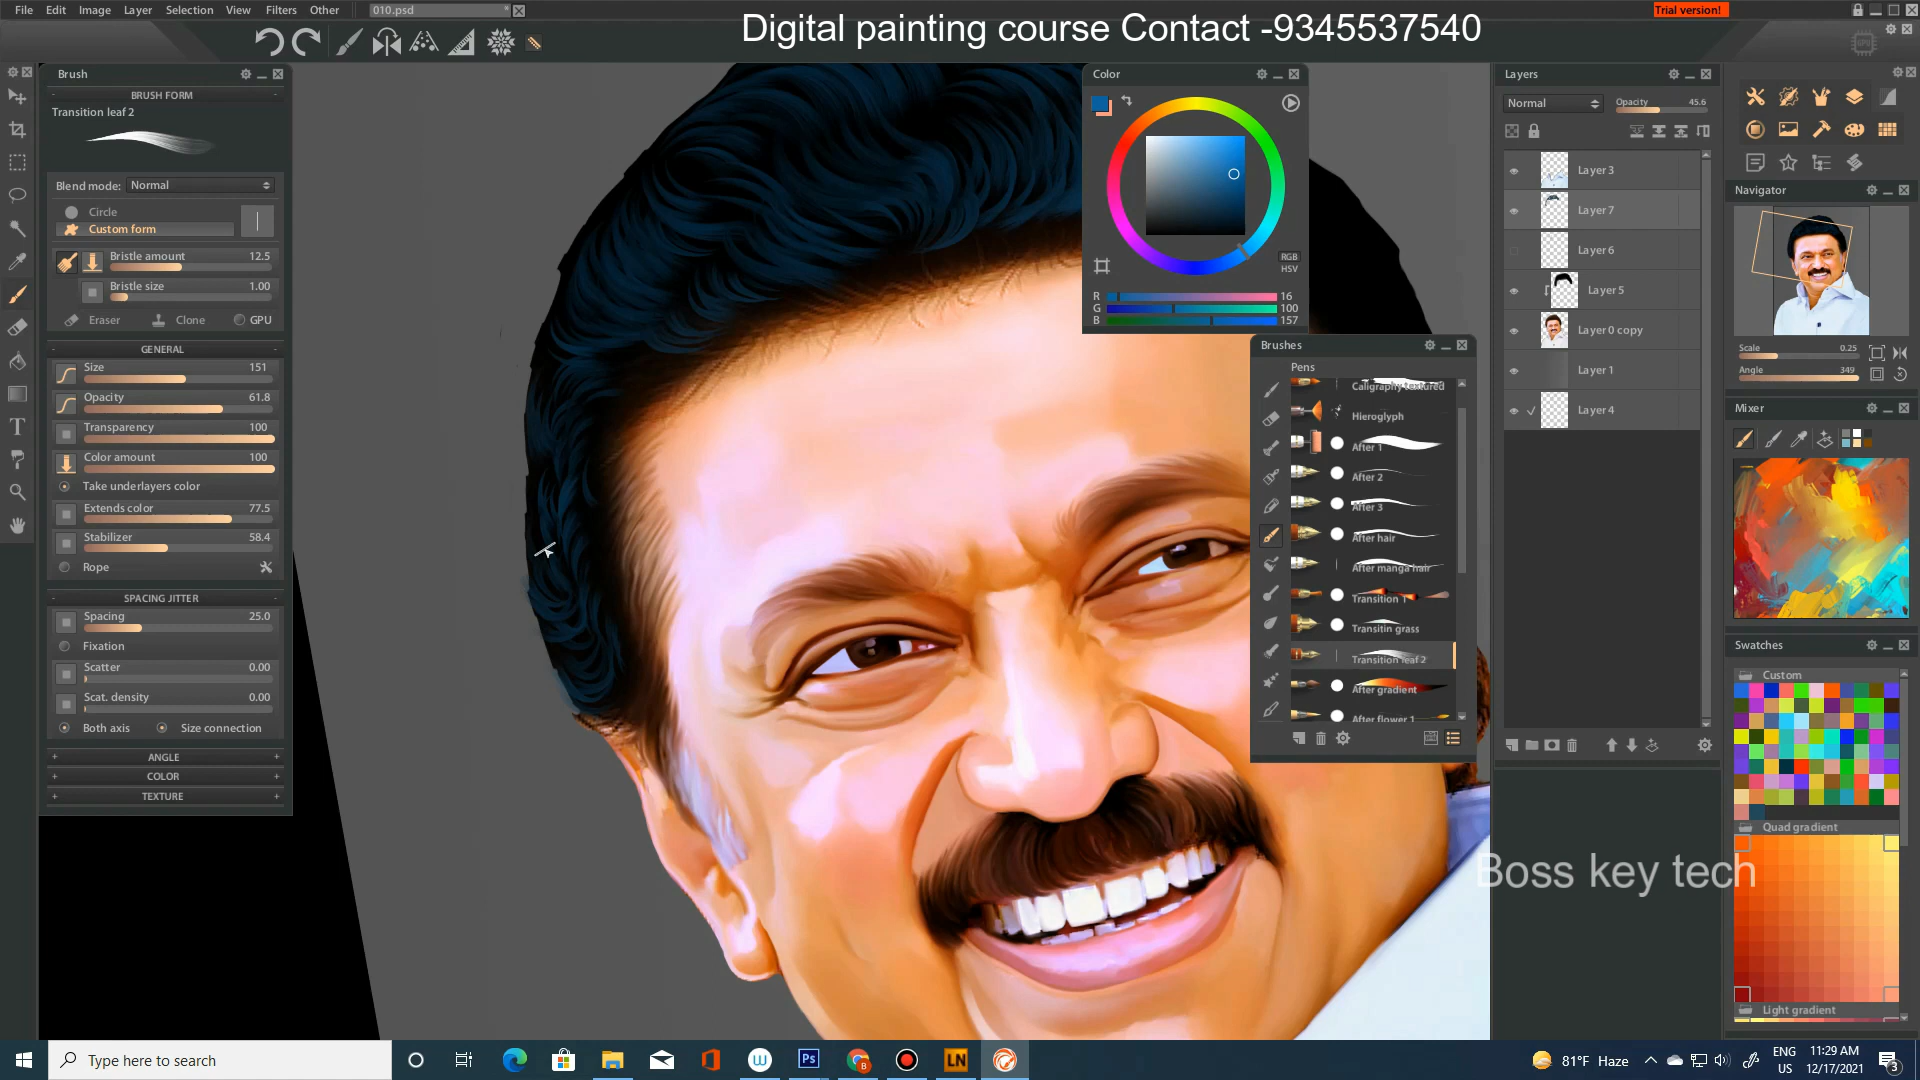 File Edit Image Layer Selection View Filters Other 010.psd *
Trial version!
Digital painting course Contact -9345537540
Brush
BRUSH FORM
Transition leaf 2
Blend mode: Normal
Circle
Custom form
Bristle amount 12.5
Bristle size 1.00
Eraser Clone GPU
GENERAL
Size 151
Opacity 61.8
Transparency 100
Color amount 100
Take underlayers color
Extends color 77.5
Stabilizer 58.4
Rope
SPACING JITTER
Spacing 25.0
Fixation
Scatter 0.00
Scat. density 0.00
Both axis Size connection
ANGLE
COLOR
TEXTURE
Color
RGB
HSV
R 16
G 100
B 157
Brushes
Pens
Caligraphy textured
Hieroglyph
After 1
After 2
After 3
After hair
After manga hair
Transition 1
Transitin grass
Transition leaf 2
After gradient
After flower 1
Layers
Normal Opacity 45.6
Layer 3
Layer 7
Layer 6
Layer 5
Layer 0 copy
Layer 1
Layer 4
Navigator
Scale 0.25
Angle 349
Mixer
Swatches
Custom
Quad gradient
Light gradient
Boss key tech
Type here to search
W
Ps
B
LN
81°F Haze
ENG
US
11:29 AM
12/17/2021
3